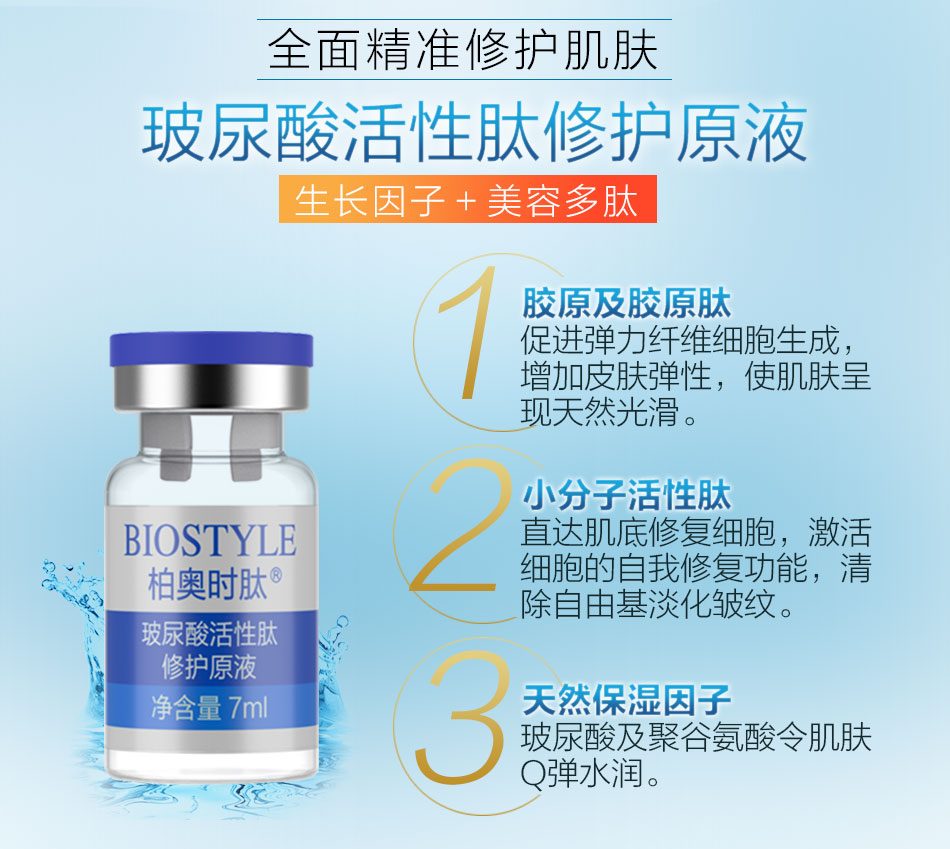 全面精准修护肌肤
玻尿酸活性肽修护原液
生长因子+美容多肽
1
胶原及胶原肽
促进弹力纤维细胞生成，
增加皮肤弹性，使肌肤呈
现天然光滑。
2
小分子活性肽
直达肌底修复细胞，激活
细胞的自我修复功能，清
除自由基淡化皱纹。
3
天然保湿因子
玻尿酸及聚谷氨酸令肌肤
Q弹水润。
BIOSTYLE
柏奥时肽®
玻尿酸活性肽
修护原液
净含量 7ml